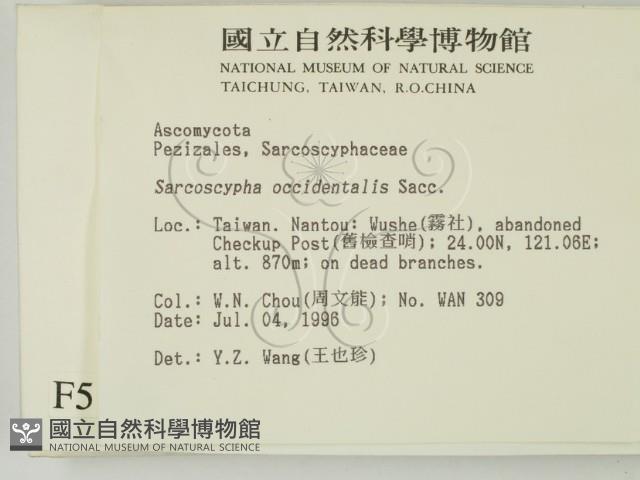 國立自然科學博物館
NATIONAL MUSEUM OF NATURAL SCIENCE
TAICHUNG, TAIWAN, R.O.CHINA
Ascomycota
Pezizales, Sarcoscyphaceae
Sarcoscypha occidentalis Sacc.
Loc.: Taiwan. Nantou: Wushe(霧社), abandoned
Checkup Post(舊檢查哨); 24.00N, 121.06E;
alt. 870m; on dead branches.
Col.: W.N. Chou(周文能); No. WAN 309
Date: Jul. 04, 1996
Det.: Y.Z. Wang(王也珍)
F5
國立自然科學博物館
NATIONAL MUSEUM OF NATURAL SCIENCE